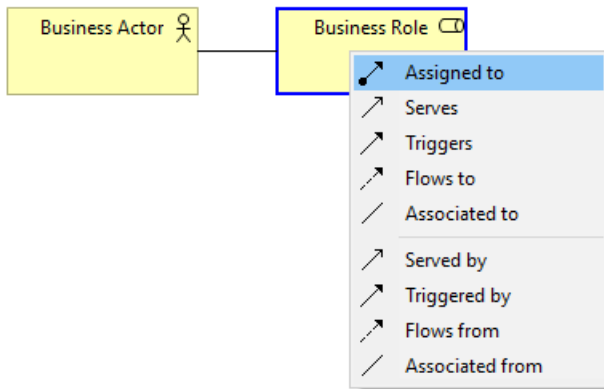 Business Actor
Business Role
Assigned to
Serves
Triggers
Flows to
Associated to
Served by
Triggered by
Flows from
Associated from